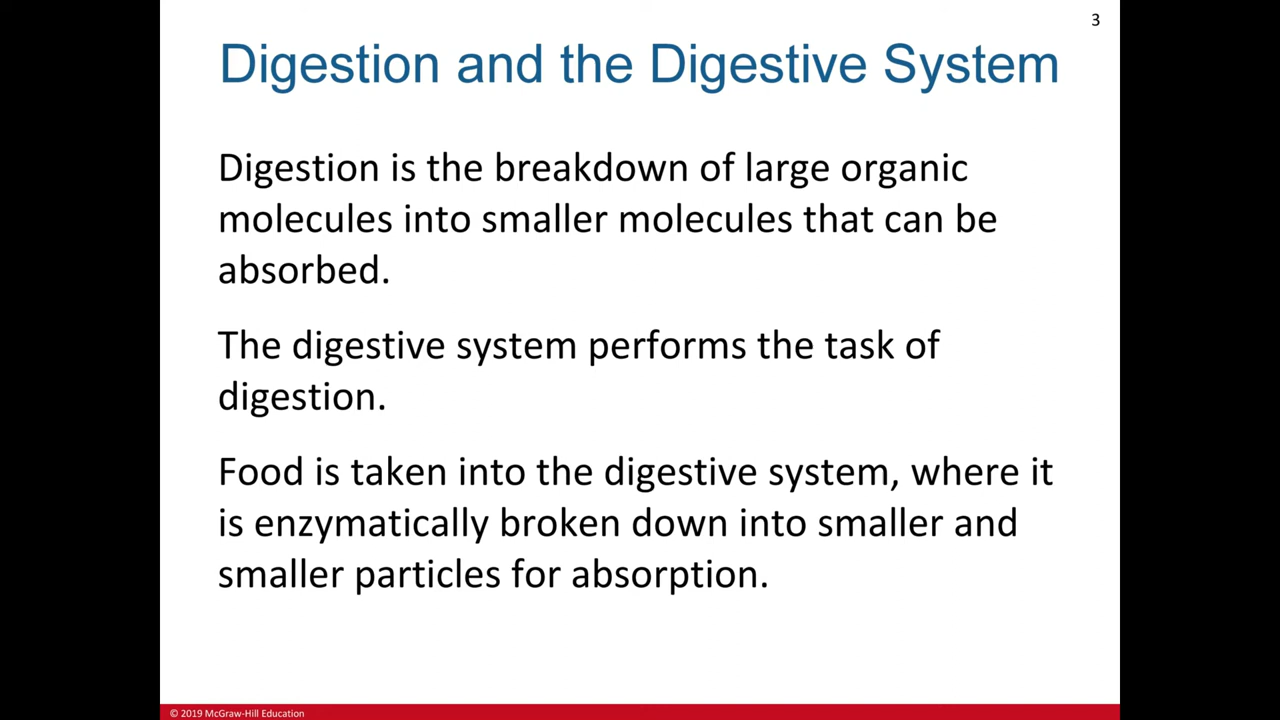 3
Digestion and the Digestive System
Digestion is the breakdown of large organic
molecules into smaller molecules that can be
absorbed.
The digestive system performs the task of
digestion.
Food is taken into the digestive system, where it
is enzymatically broken down into smaller and
smaller particles for absorption.
© 2019 McGraw-Hill Education